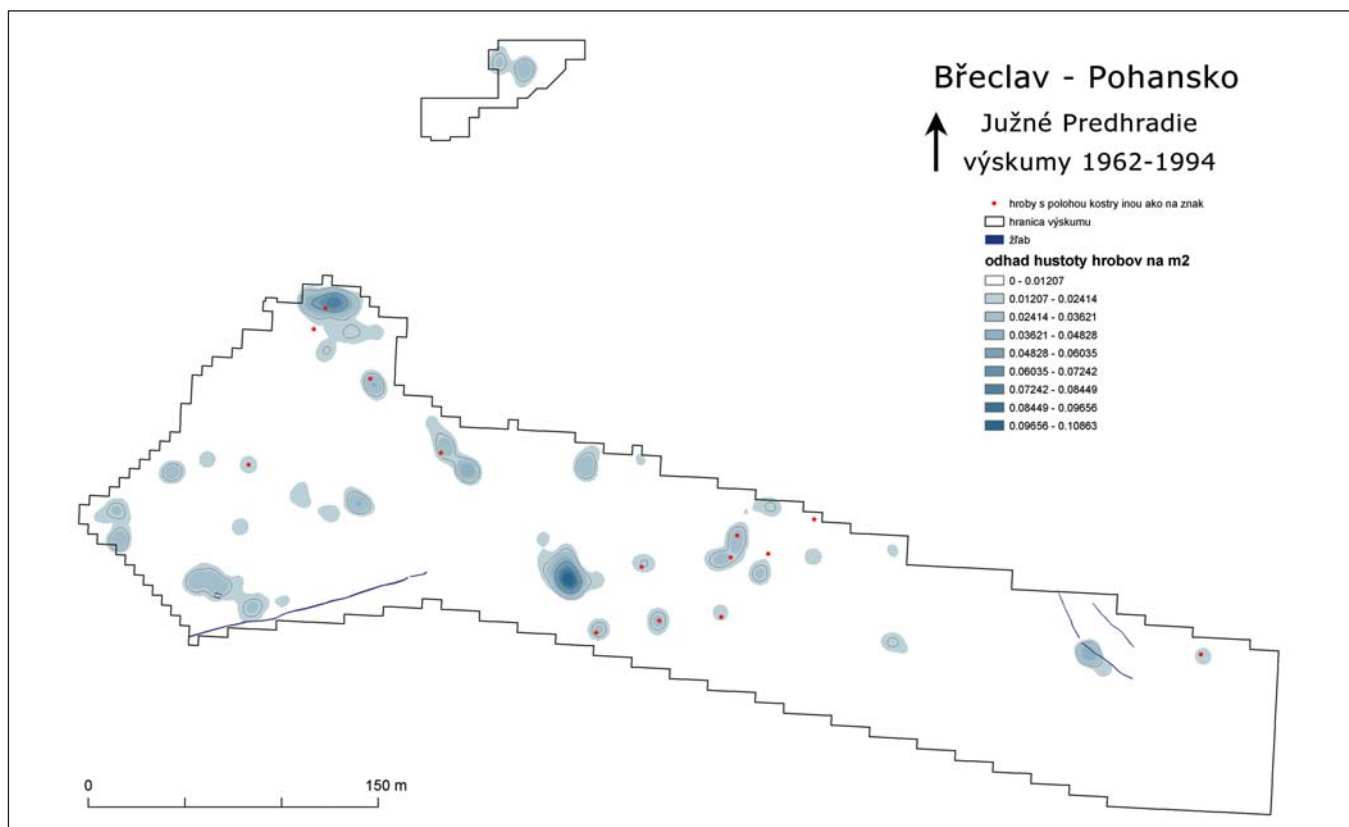 Břeclav - Pohansko
Južné Predhradie
výskumy 1962-1994
hroby s polohou kostry inou ako na znak
hranica výskumu
žľab
odhad hustoty hrobov na m2
0 - 0.01207
0.01207 - 0.02414
0.02414 - 0.03621
0.03621 - 0.04828
0.04828 - 0.06035
0.06035 - 0.07242
0.07242 - 0.08449
0.08449 - 0.09656
0.09656 - 0.10863
0 150 m